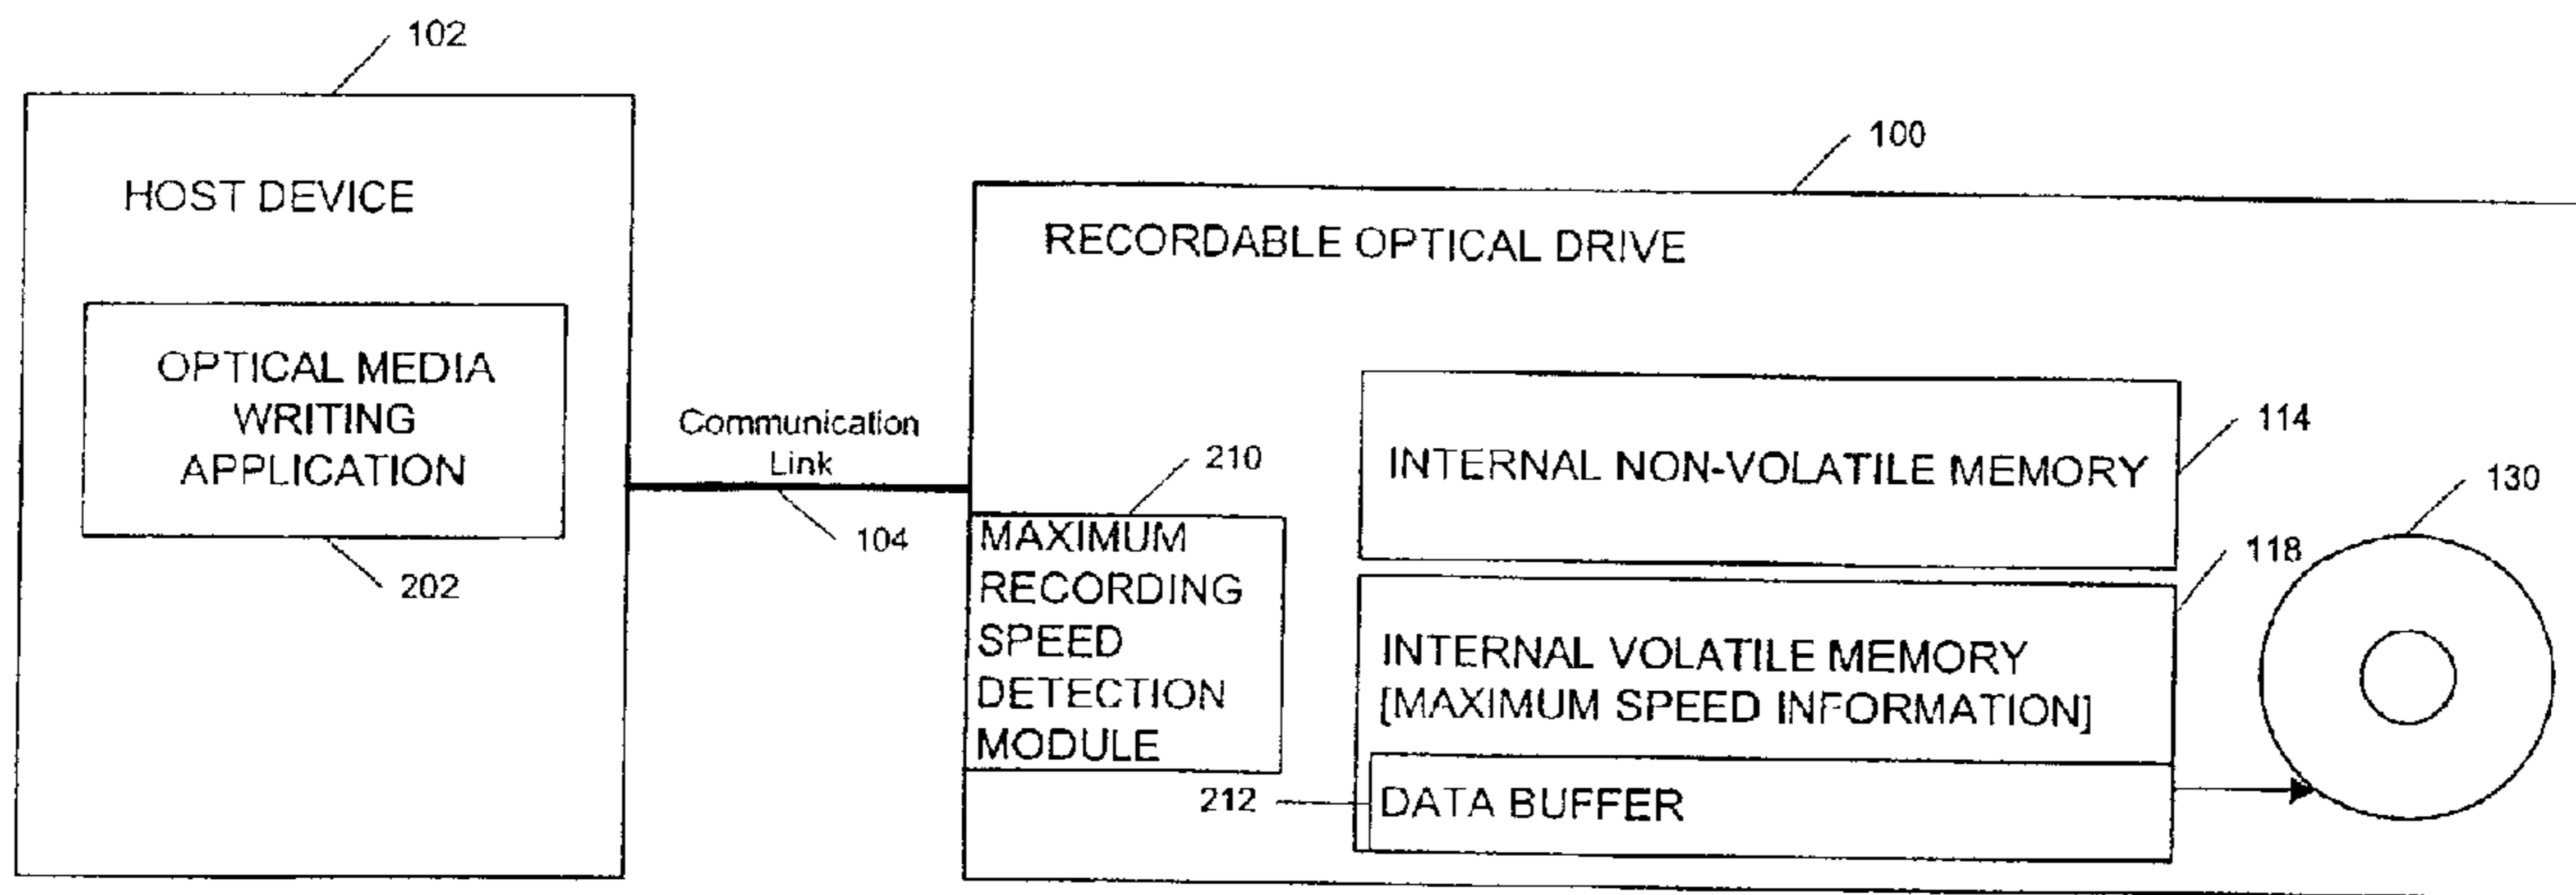 102
HOST DEVICE
OPTICAL MEDIA
WRITING
APPLICATION
202
Communication
Link
104
100
RECORDABLE OPTICAL DRIVE
210
MAXIMUM
RECORDING
SPEED
DETECTION
MODULE
INTERNAL NON-VOLATILE MEMORY
114
130
118
INTERNAL VOLATILE MEMORY
[MAXIMUM SPEED INFORMATION]
212
DATA BUFFER